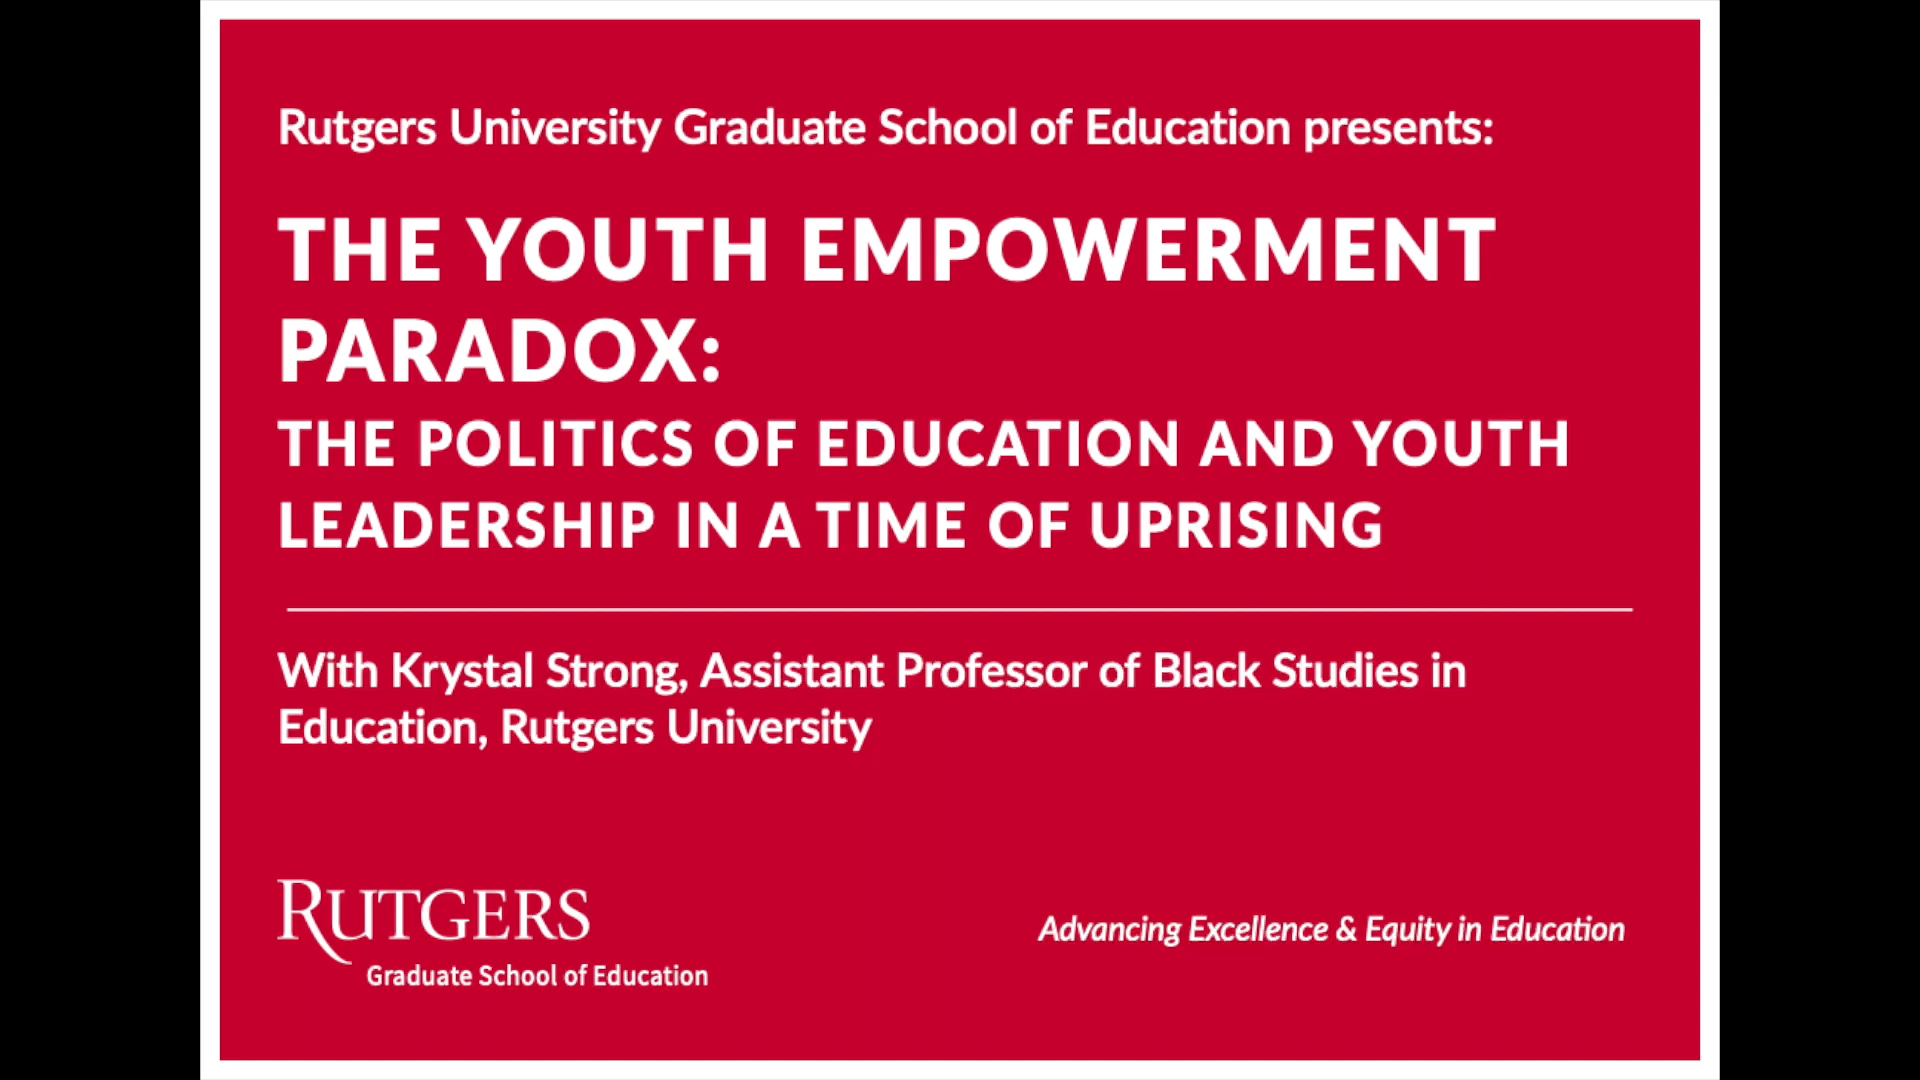 Rutgers University Graduate School of Education presents:
THE YOUTH EMPOWERMENT
PARADOX:
THE POLITICS OF EDUCATION AND YOUTH
LEADERSHIP IN A TIME OF UPRISING
With Krystal Strong, Assistant Professor of Black Studies in
Education, Rutgers University
RUTGERS
Graduate School of Education
Advancing Excellence & Equity in Education